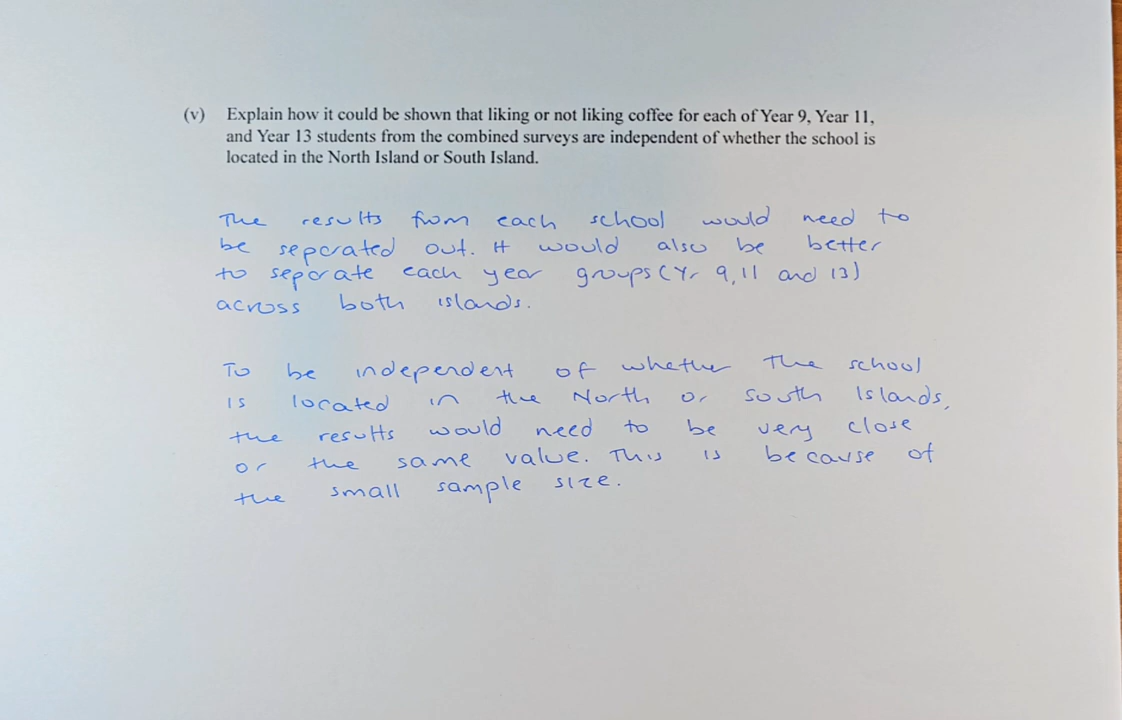 (v) Explain how it could be shown that liking or not liking coffee for each of Year 9, Year 11,
and Year 13 students from the combined surveys are independent of whether the school is
located in the North Island or South Island.
The results from each school would need to
be seperated out. It would also be better
to seperate each year groups (Yr 9, 11 and 13)
across both islands.
To be independent of whether the school
is located in the North or south Islands,
the results would need to be very close
or the same value. This is because of
the small sample size.